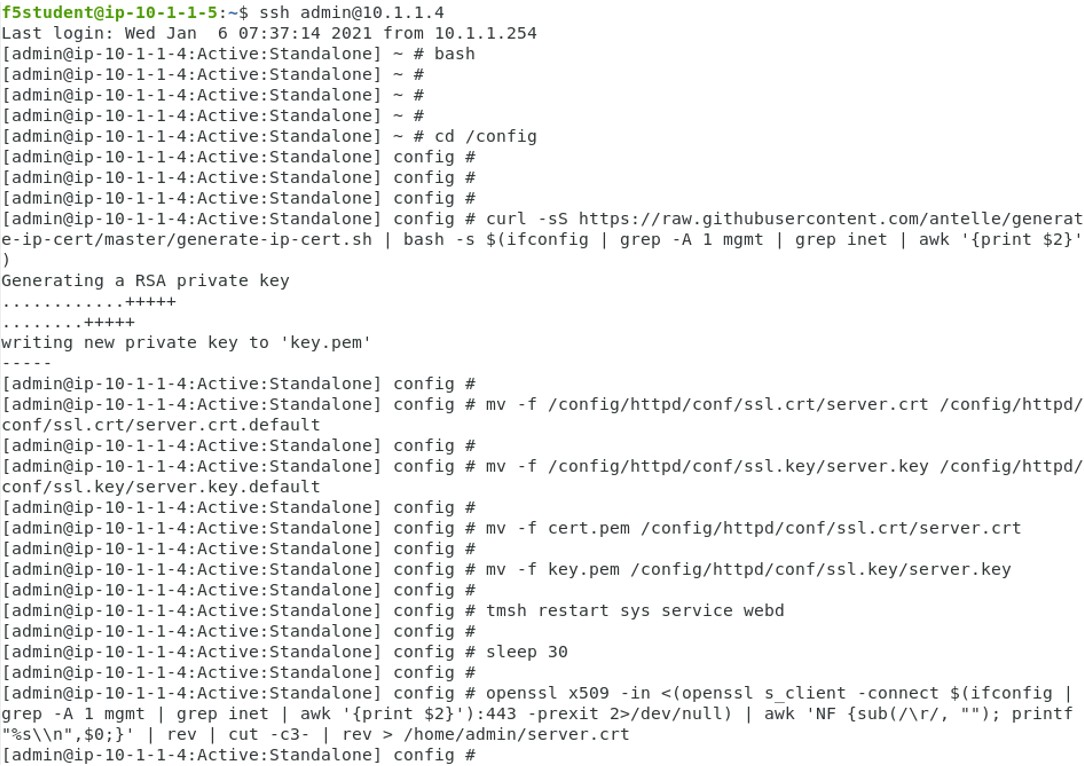 f5student@ip-10-1-1-5:~$ ssh admin@10.1.1.4
Last login: Wed Jan  6 07:37:14 2021 from 10.1.1.254
[admin@ip-10-1-1-4:Active:Standalone] ~ # bash
[admin@ip-10-1-1-4:Active:Standalone] ~ #
[admin@ip-10-1-1-4:Active:Standalone] ~ #
[admin@ip-10-1-1-4:Active:Standalone] ~ #
[admin@ip-10-1-1-4:Active:Standalone] ~ # cd /config
[admin@ip-10-1-1-4:Active:Standalone] config #
[admin@ip-10-1-1-4:Active:Standalone] config #
[admin@ip-10-1-1-4:Active:Standalone] config #
[admin@ip-10-1-1-4:Active:Standalone] config # curl -sS https://raw.githubusercontent.com/antelle/generat
e-ip-cert/master/generate-ip-cert.sh | bash -s $(ifconfig | grep -A 1 mgmt | grep inet | awk '{print $2}'
)
Generating a RSA private key
............+++++
........+++++
writing new private key to 'key.pem'
-----
[admin@ip-10-1-1-4:Active:Standalone] config #
[admin@ip-10-1-1-4:Active:Standalone] config # mv -f /config/httpd/conf/ssl.crt/server.crt /config/httpd/
conf/ssl.crt/server.crt.default
[admin@ip-10-1-1-4:Active:Standalone] config #
[admin@ip-10-1-1-4:Active:Standalone] config # mv -f /config/httpd/conf/ssl.key/server.key /config/httpd/
conf/ssl.key/server.key.default
[admin@ip-10-1-1-4:Active:Standalone] config #
[admin@ip-10-1-1-4:Active:Standalone] config # mv -f cert.pem /config/httpd/conf/ssl.crt/server.crt
[admin@ip-10-1-1-4:Active:Standalone] config #
[admin@ip-10-1-1-4:Active:Standalone] config # mv -f key.pem /config/httpd/conf/ssl.key/server.key
[admin@ip-10-1-1-4:Active:Standalone] config #
[admin@ip-10-1-1-4:Active:Standalone] config # tmsh restart sys service webd
[admin@ip-10-1-1-4:Active:Standalone] config #
[admin@ip-10-1-1-4:Active:Standalone] config # sleep 30
[admin@ip-10-1-1-4:Active:Standalone] config #
[admin@ip-10-1-1-4:Active:Standalone] config # openssl x509 -in <(openssl s_client -connect $(ifconfig |
grep -A 1 mgmt | grep inet | awk '{print $2}'):443 -prexit 2>/dev/null) | awk 'NF {sub(/\r/, ""); printf
"%s\\n",$0;}' | rev | cut -c3- | rev > /home/admin/server.crt
[admin@ip-10-1-1-4:Active:Standalone] config #